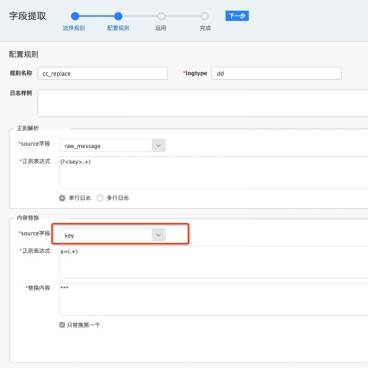 字段提取
选择规则
配置规则
运用
完成
下一步
配置规则
规则名称 cc_replace
*logtype dd
日志样例
正则解析
*source字段 raw_message
*正则表达式 (?<key>.+)
单行日志 多行日志
内容替换
*source字段 key
*正则表达式 a=(.+)
*替换内容 ***
只替换第一个